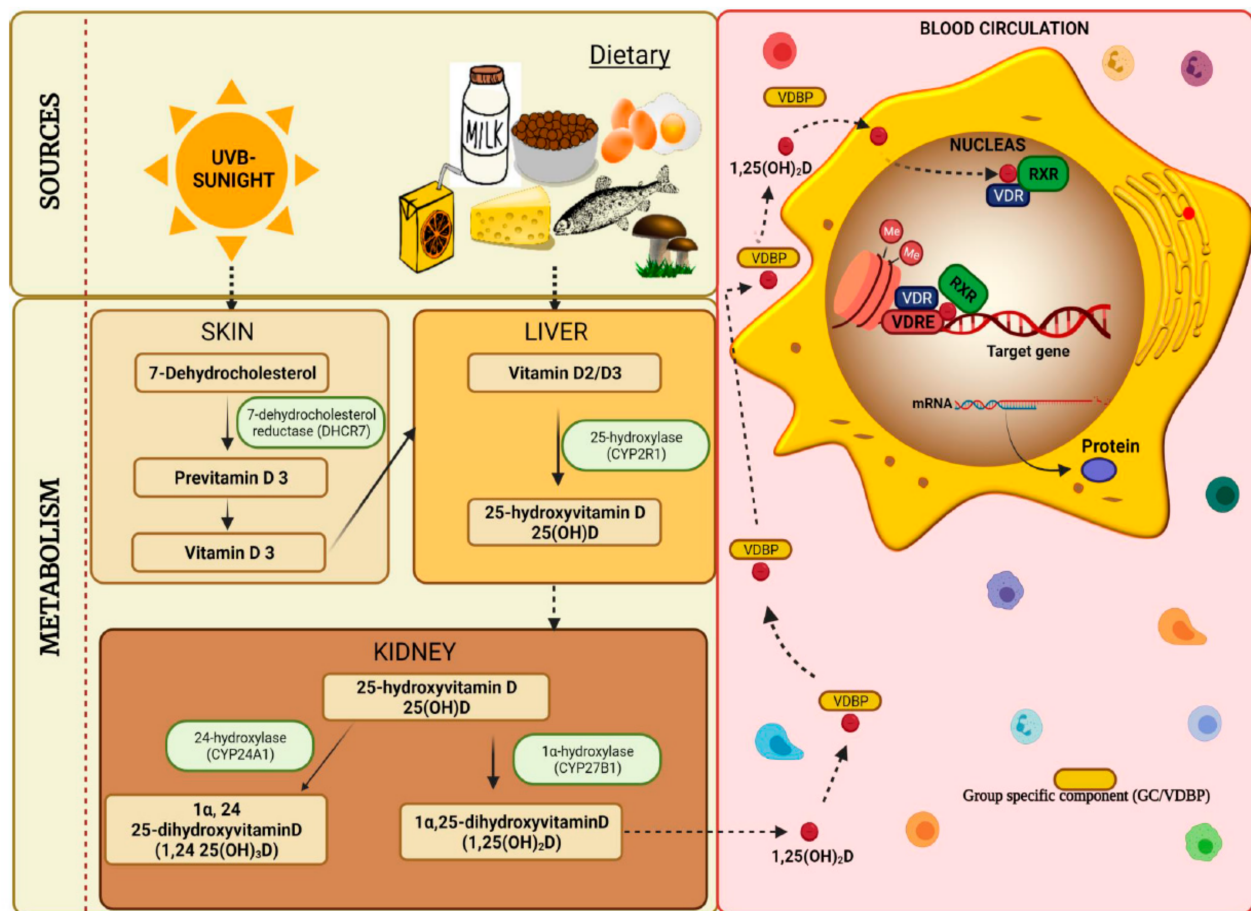 SOURCES
UVB-
SUNIGHT
Dietary
MILK
METABOLISM
SKIN
7-Dehydrocholesterol
7-dehydrocholesterol
reductase (DHCR7)
Previtamin D 3
Vitamin D 3
LIVER
Vitamin D2/D3
25-hydroxylase
(CYP2R1)
25-hydroxyvitamin D
25(OH)D
KIDNEY
25-hydroxyvitamin D
25(OH)D
24-hydroxylase
(CYP24A1)
1α-hydroxylase
(CYP27B1)
1α, 24
25-dihydroxyvitaminD
(1,24 25(OH)₃D)
1α,25-dihydroxyvitaminD
(1,25(OH)₂D)
BLOOD CIRCULATION
VDBP
1,25(OH)₂D
VDBP
NUCLEAS
RXR
VDR
Me
Me
VDR
RXR
VDRE
Target gene
mRNA
Protein
VDBP
VDBP
1,25(OH)₂D
Group specific component (GC/VDBP)